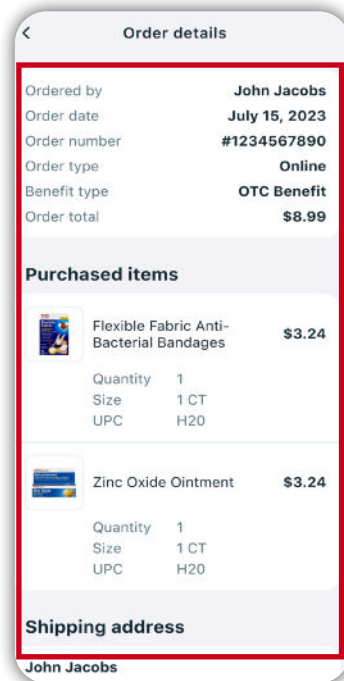 Order details
Ordered by John Jacobs
Order date July 15, 2023
Order number #1234567890
Order type Online
Benefit type OTC Benefit
Order total $8.99
Purchased items
Flexible Fabric Anti-
Bacterial Bandages $3.24
Quantity 1
Size 1 CT
UPC H20
Zinc Oxide Ointment $3.24
Quantity 1
Size 1 CT
UPC H20
Shipping address
John Jacobs